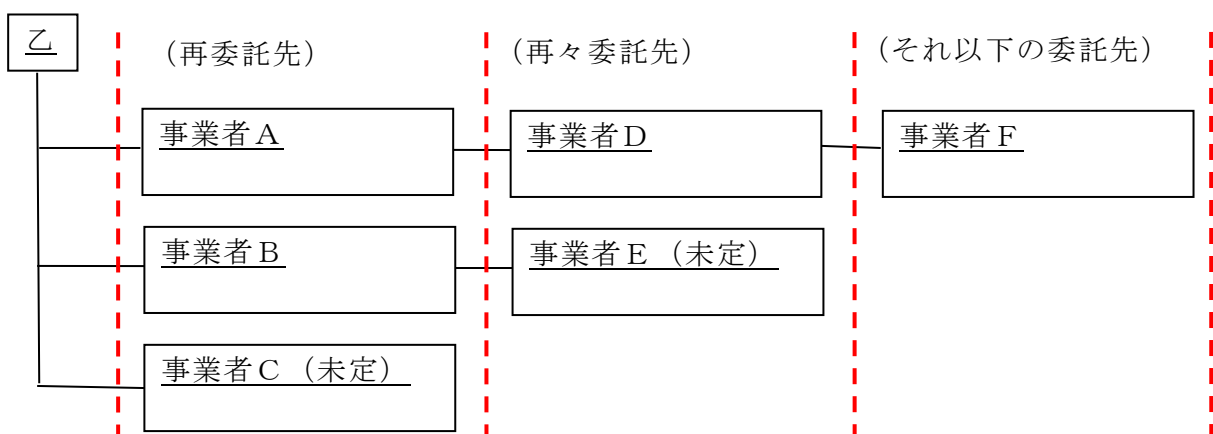 乙
(再委託先)
(再々委託先)
(それ以下の委託先)
事業者A
事業者D
事業者F
事業者B
事業者E (未定)
事業者C (未定)